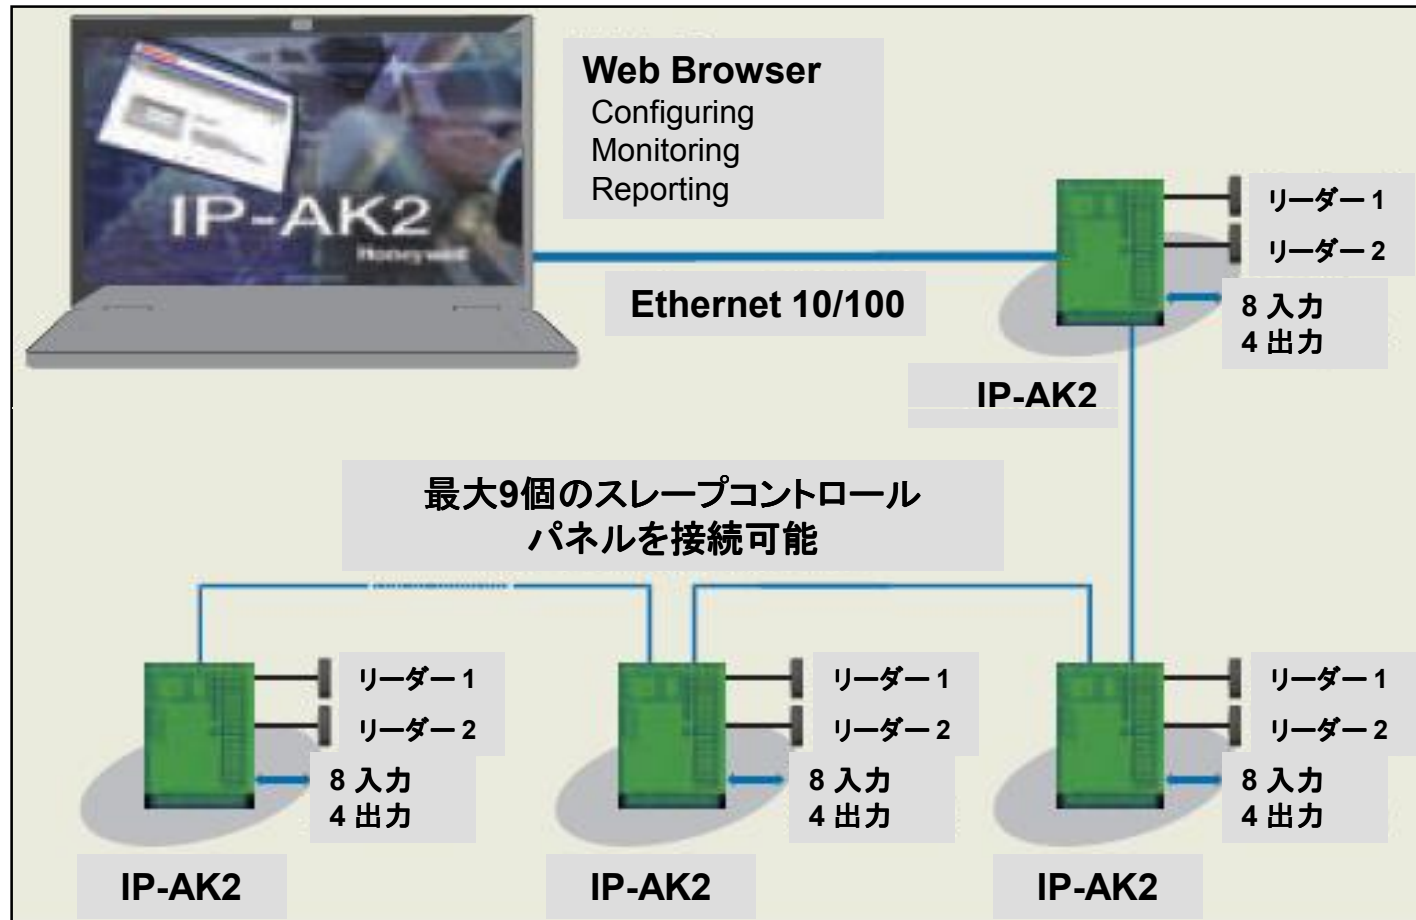 Web Browser
Configuring
Monitoring
Reporting
IP-AK2
Honeywell
Ethernet 10/100
リーダー 1
リーダー 2
8 入力
4 出力
IP-AK2
最大9個のスレーブコントロール
パネルを接続可能
リーダー 1
リーダー 2
8 入力
4 出力
IP-AK2
リーダー 1
リーダー 2
8 入力
4 出力
IP-AK2
リーダー 1
リーダー 2
8 入力
4 出力
IP-AK2